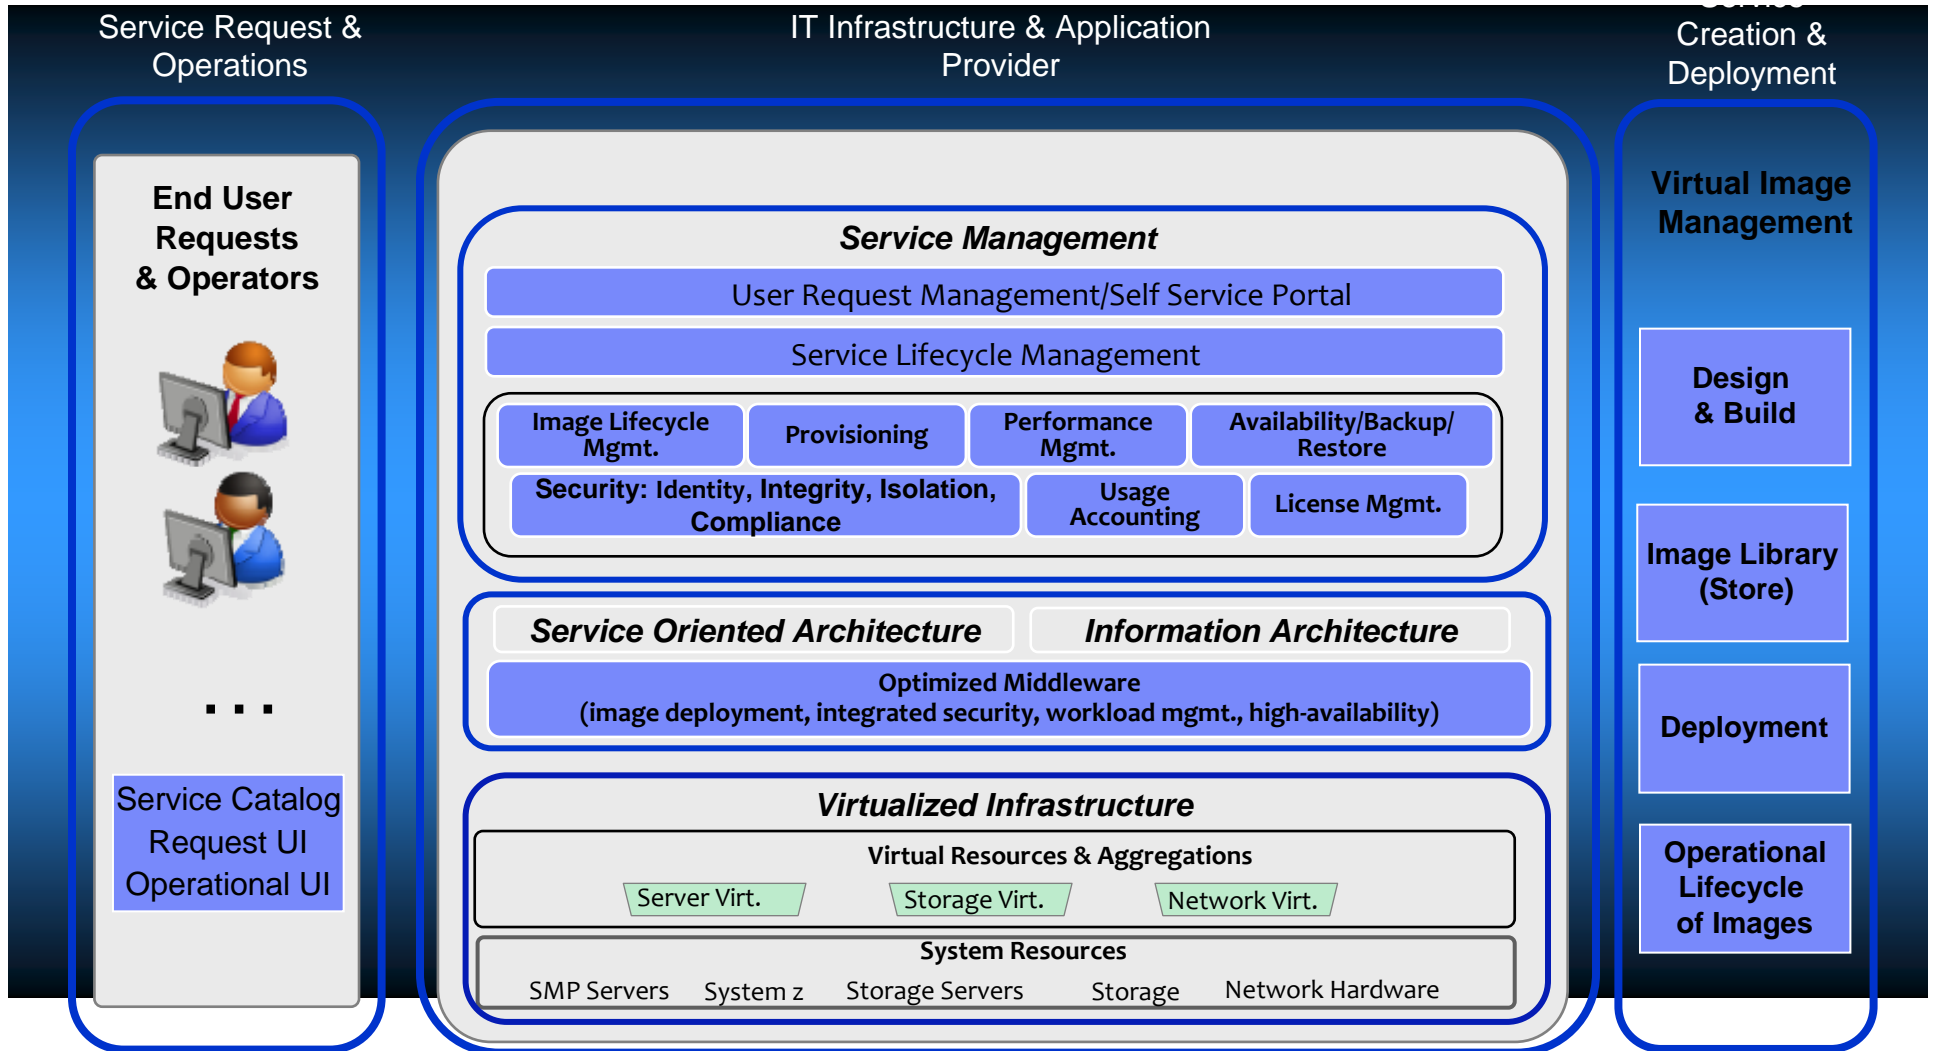 Service Request &
Operations
End User
Requests
& Operators
...
Service Catalog
Request UI
Operational UI
IT Infrastructure & Application
Provider
Service Management
User Request Management/Self Service Portal
Service Lifecycle Management
Image Lifecycle
Mgmt.
Provisioning
Performance
Mgmt.
Availability/Backup/
Restore
Security: Identity, Integrity, Isolation,
Compliance
Usage
Accounting
License Mgmt.
Service Oriented Architecture
Information Architecture
Optimized Middleware
(image deployment, integrated security, workload mgmt., high-availability)
Virtualized Infrastructure
Virtual Resources & Aggregations
Server Virt.
Storage Virt.
Network Virt.
System Resources
SMP Servers
System z
Storage Servers
Storage
Network Hardware
Service
Creation &
Deployment
Virtual Image
Management
Design
& Build
Image Library
(Store)
Deployment
Operational
Lifecycle
of Images